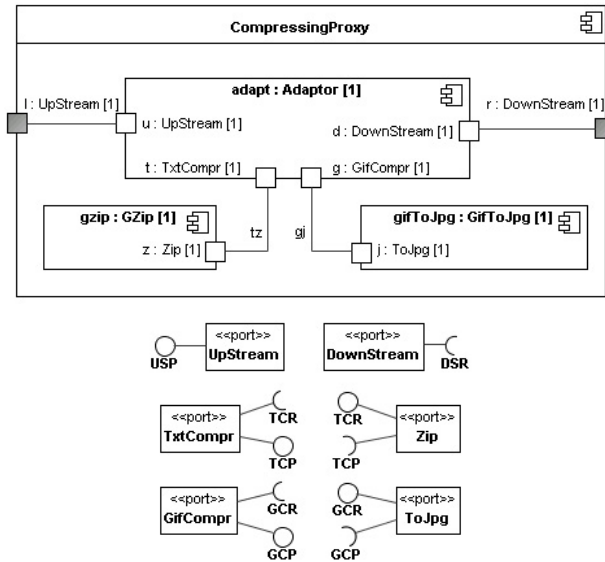 CompressingProxy
l : UpStream [1]
adapt : Adaptor [1]
r : DownStream [1]
u : UpStream [1]
d : DownStream [1]
t : TxtCompr [1]
g : GifCompr [1]
gzip : GZip [1]
tz
gj
gifToJpg : GifToJpg [1]
z : Zip [1]
j : ToJpg [1]
<<port>>
UpStream
USP
<<port>>
DownStream
DSR
<<port>>
TxtCompr
TCR
TCP
TCR
TCP
<<port>>
Zip
<<port>>
GifCompr
GCR
GCP
GCR
GCP
<<port>>
ToJpg